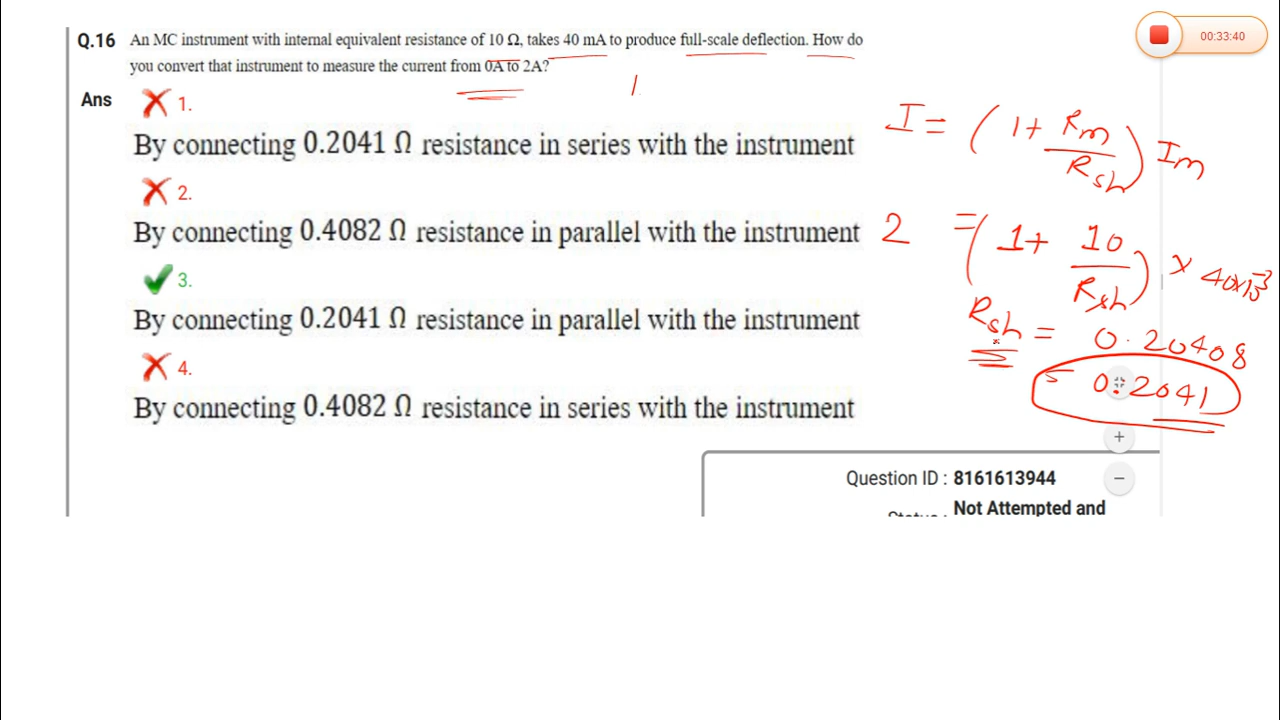 00:33:40
Q.16 An MC instrument with internal equivalent resistance of 10 Ω, takes 40 mA to produce full-scale deflection. How do
you convert that instrument to measure the current from 0A to 2A?
Ans 1.
By connecting 0.2041 Ω resistance in series with the instrument
2.
By connecting 0.4082 Ω resistance in parallel with the instrument
3.
By connecting 0.2041 Ω resistance in parallel with the instrument
4.
By connecting 0.4082 Ω resistance in series with the instrument
I = (1+ Rm/Rsh) Im
2 = (1+ 10/Rsh) × 40×10⁻³
Rsh = 0.20408
= 0.2041
+
−
Question ID : 8161613944
Status : Not Attempted and